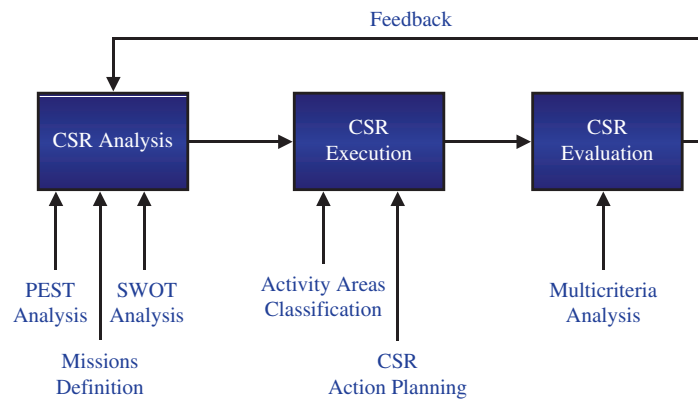 Feedback
CSR Analysis
CSR
Execution
CSR
Evaluation
PEST
Analysis
SWOT
Analysis
Missions
Definition
Activity Areas
Classification
CSR
Action Planning
Multicriteria
Analysis